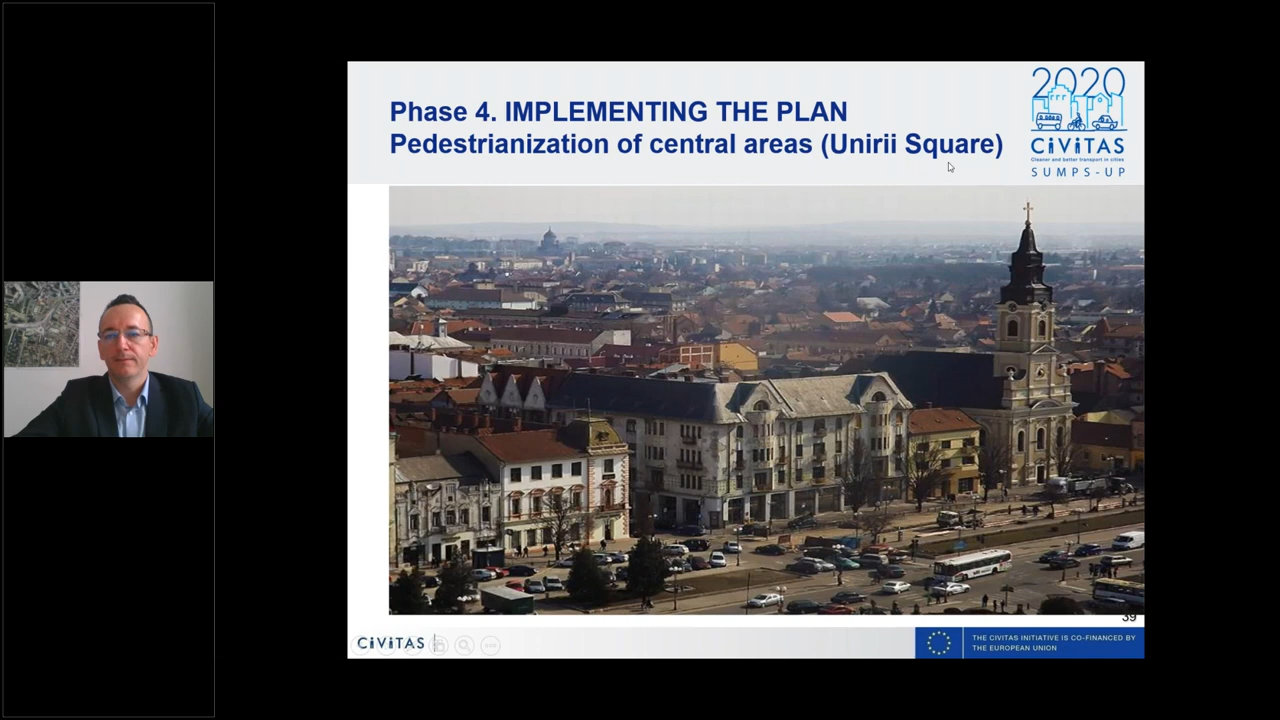 Phase 4. IMPLEMENTING THE PLAN
Pedestrianization of central areas (Unirii Square)
2020
CiViTAS
Cleaner and better transport in cities
SUMPS-UP
39
CiViTAS
THE CIVITAS INITIATIVE IS CO-FINANCED BY
THE EUROPEAN UNION